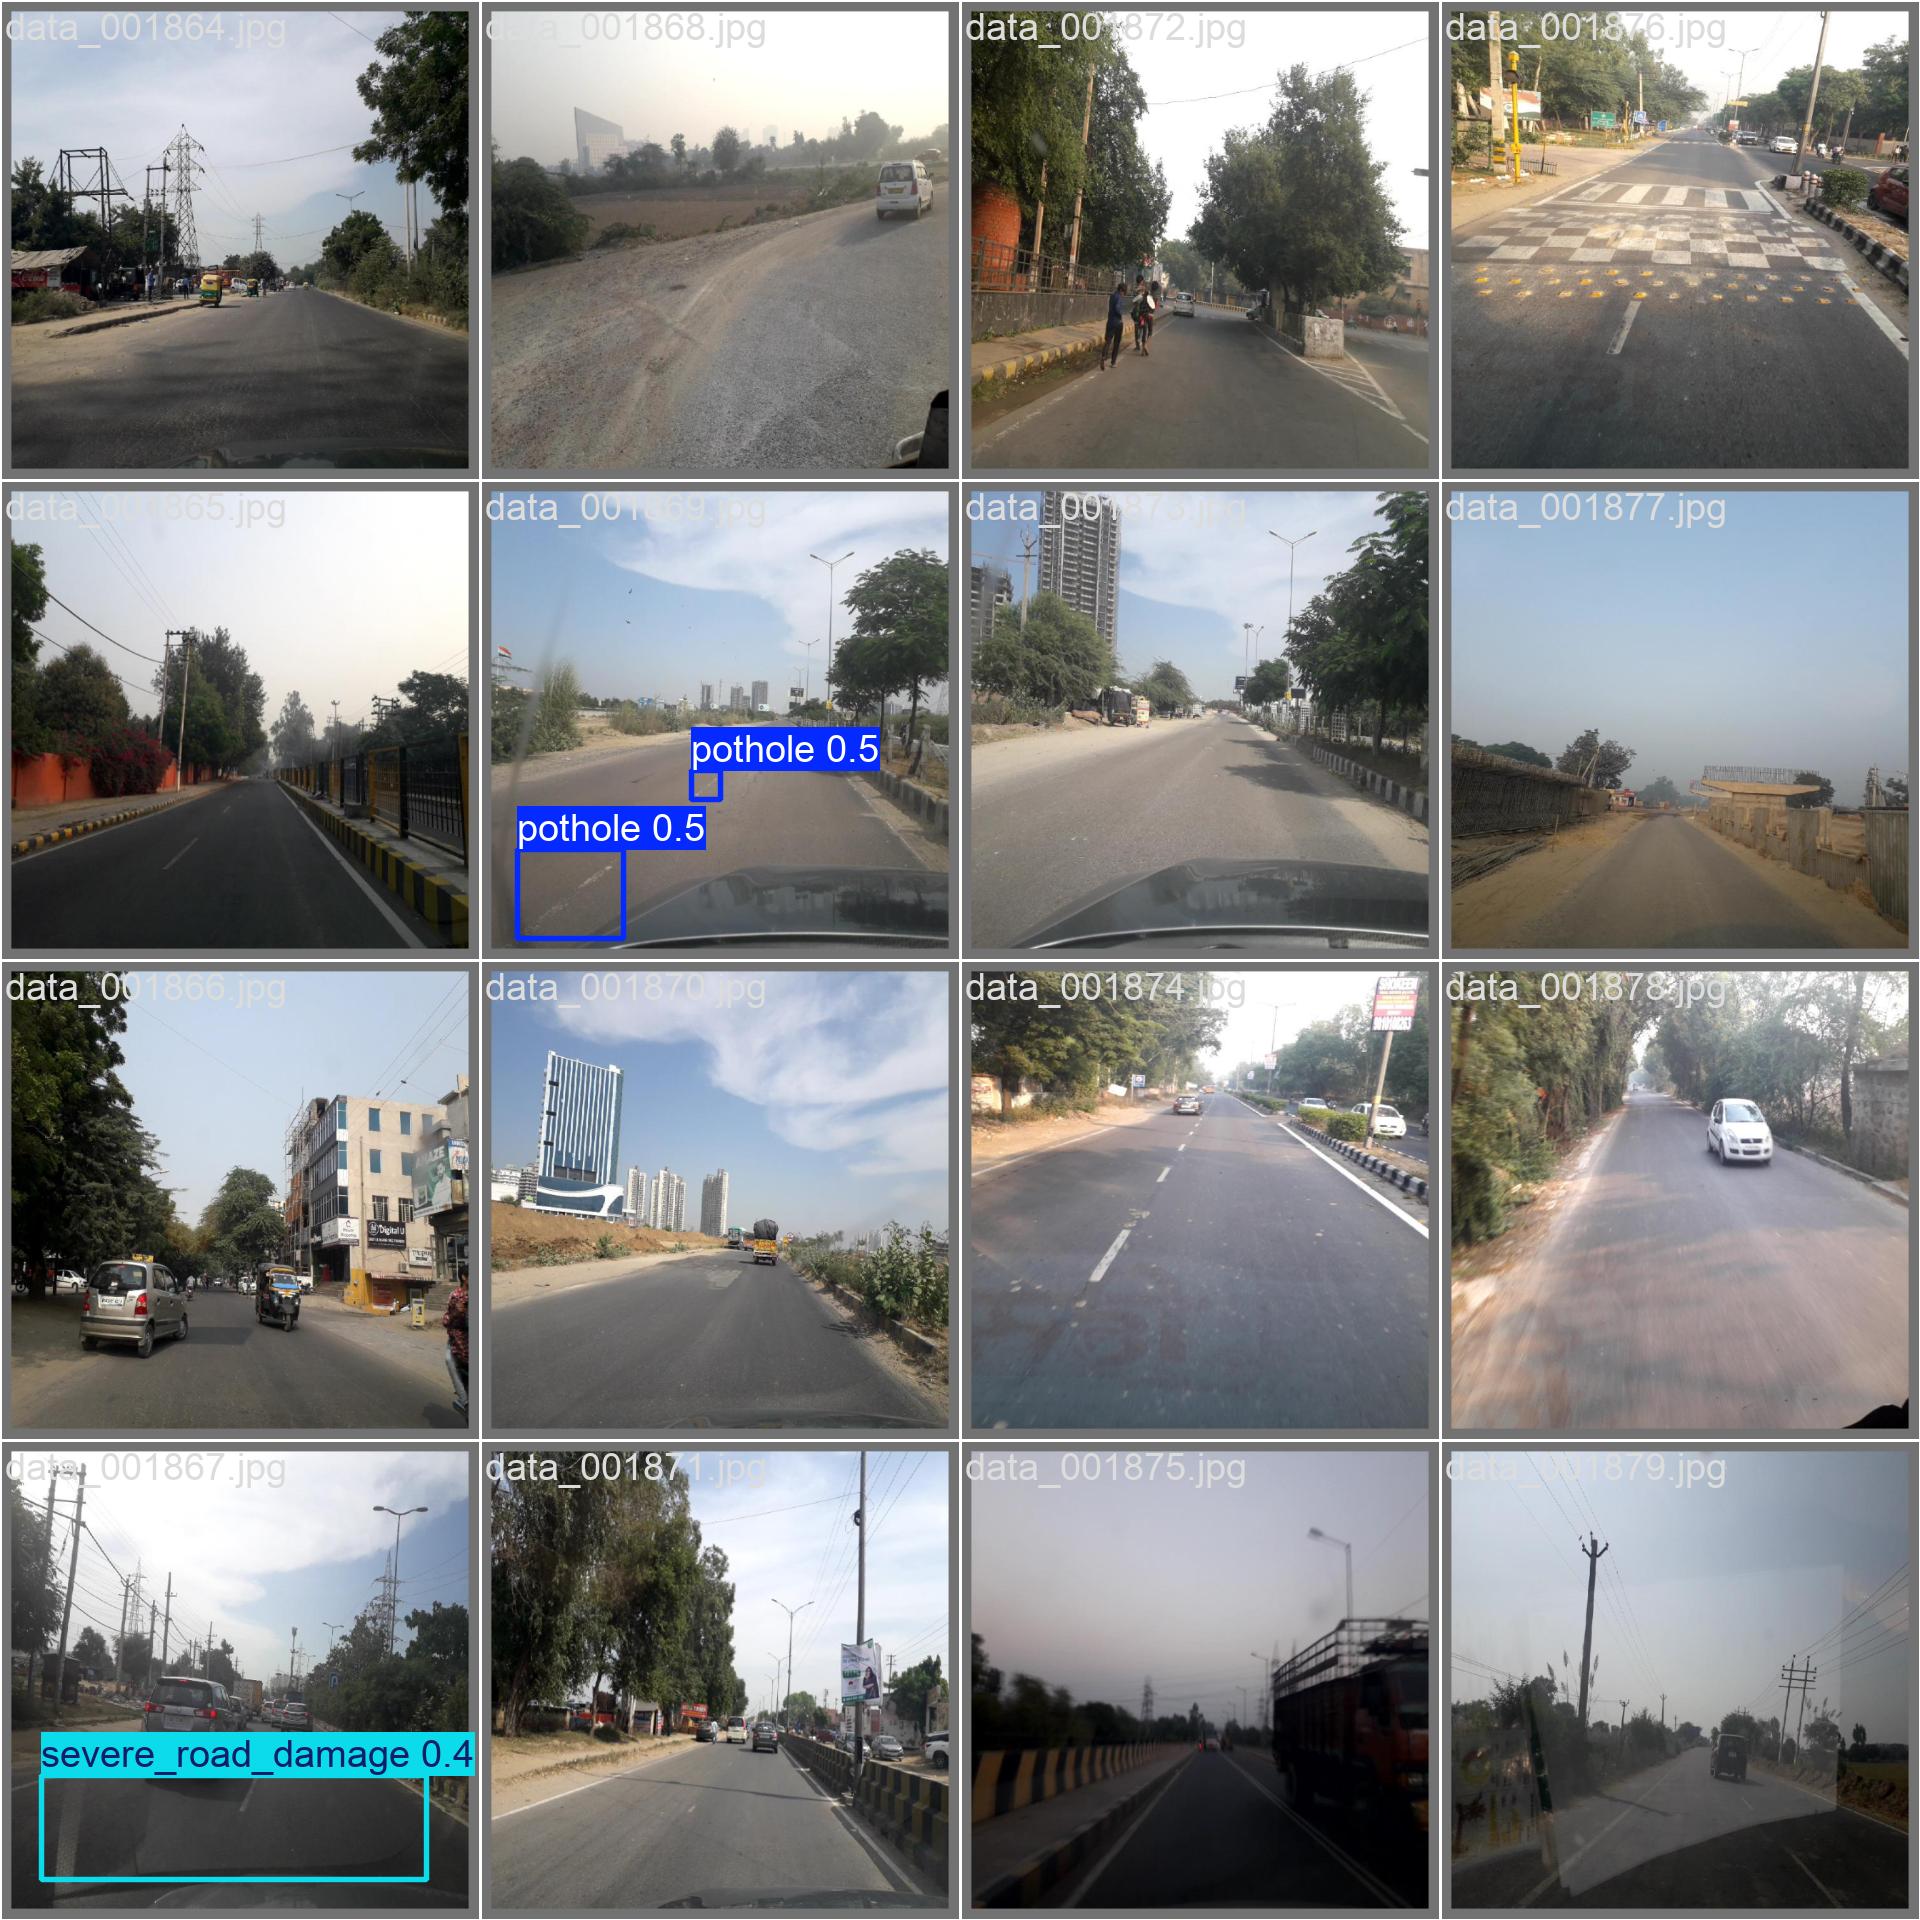 data_001864.jpg
data_001868.jpg
data_001872.jpg
data_001876.jpg
data_001865.jpg
data_001869.jpg
data_001873.jpg
data_001877.jpg
pothole 0.5
pothole 0.5
data_001866.jpg
data_001870.jpg
data_001874.jpg
data_001878.jpg
Digital U
data_001867.jpg
data_001871.jpg
data_001875.jpg
data_001879.jpg
severe_road_damage 0.4